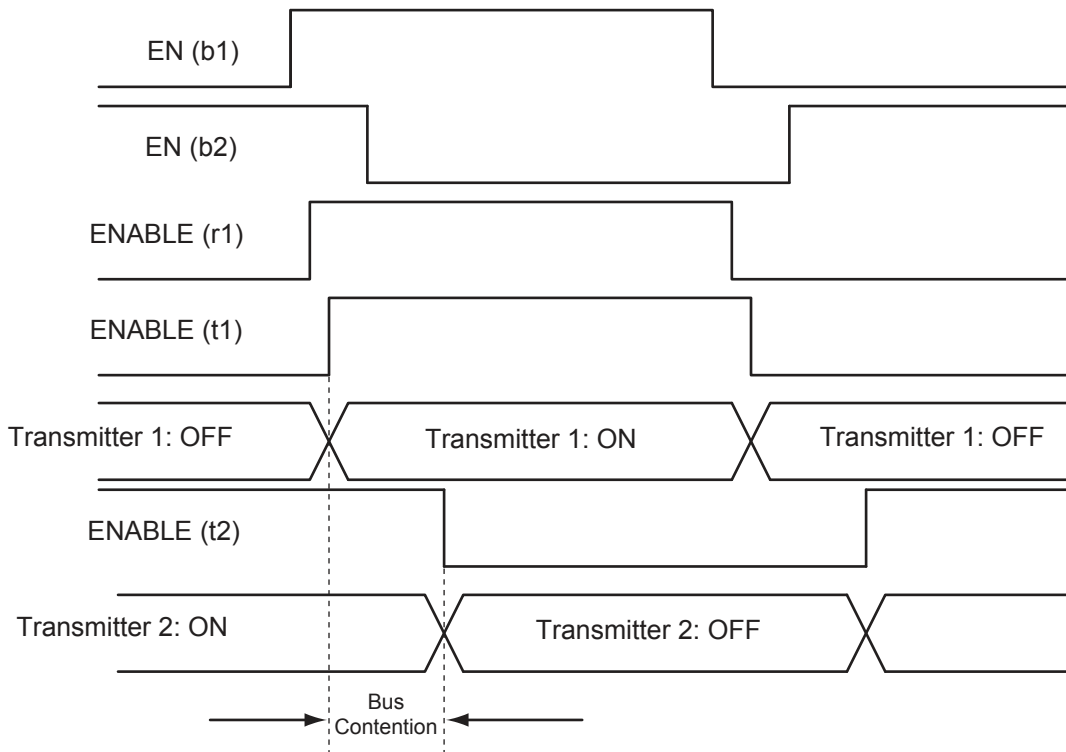 EN (b1)
EN (b2)
ENABLE (r1)
ENABLE (t1)
Transmitter 1: OFF
Transmitter 1: ON
Transmitter 1: OFF
ENABLE (t2)
Transmitter 2: ON
Transmitter 2: OFF
Bus
Contention